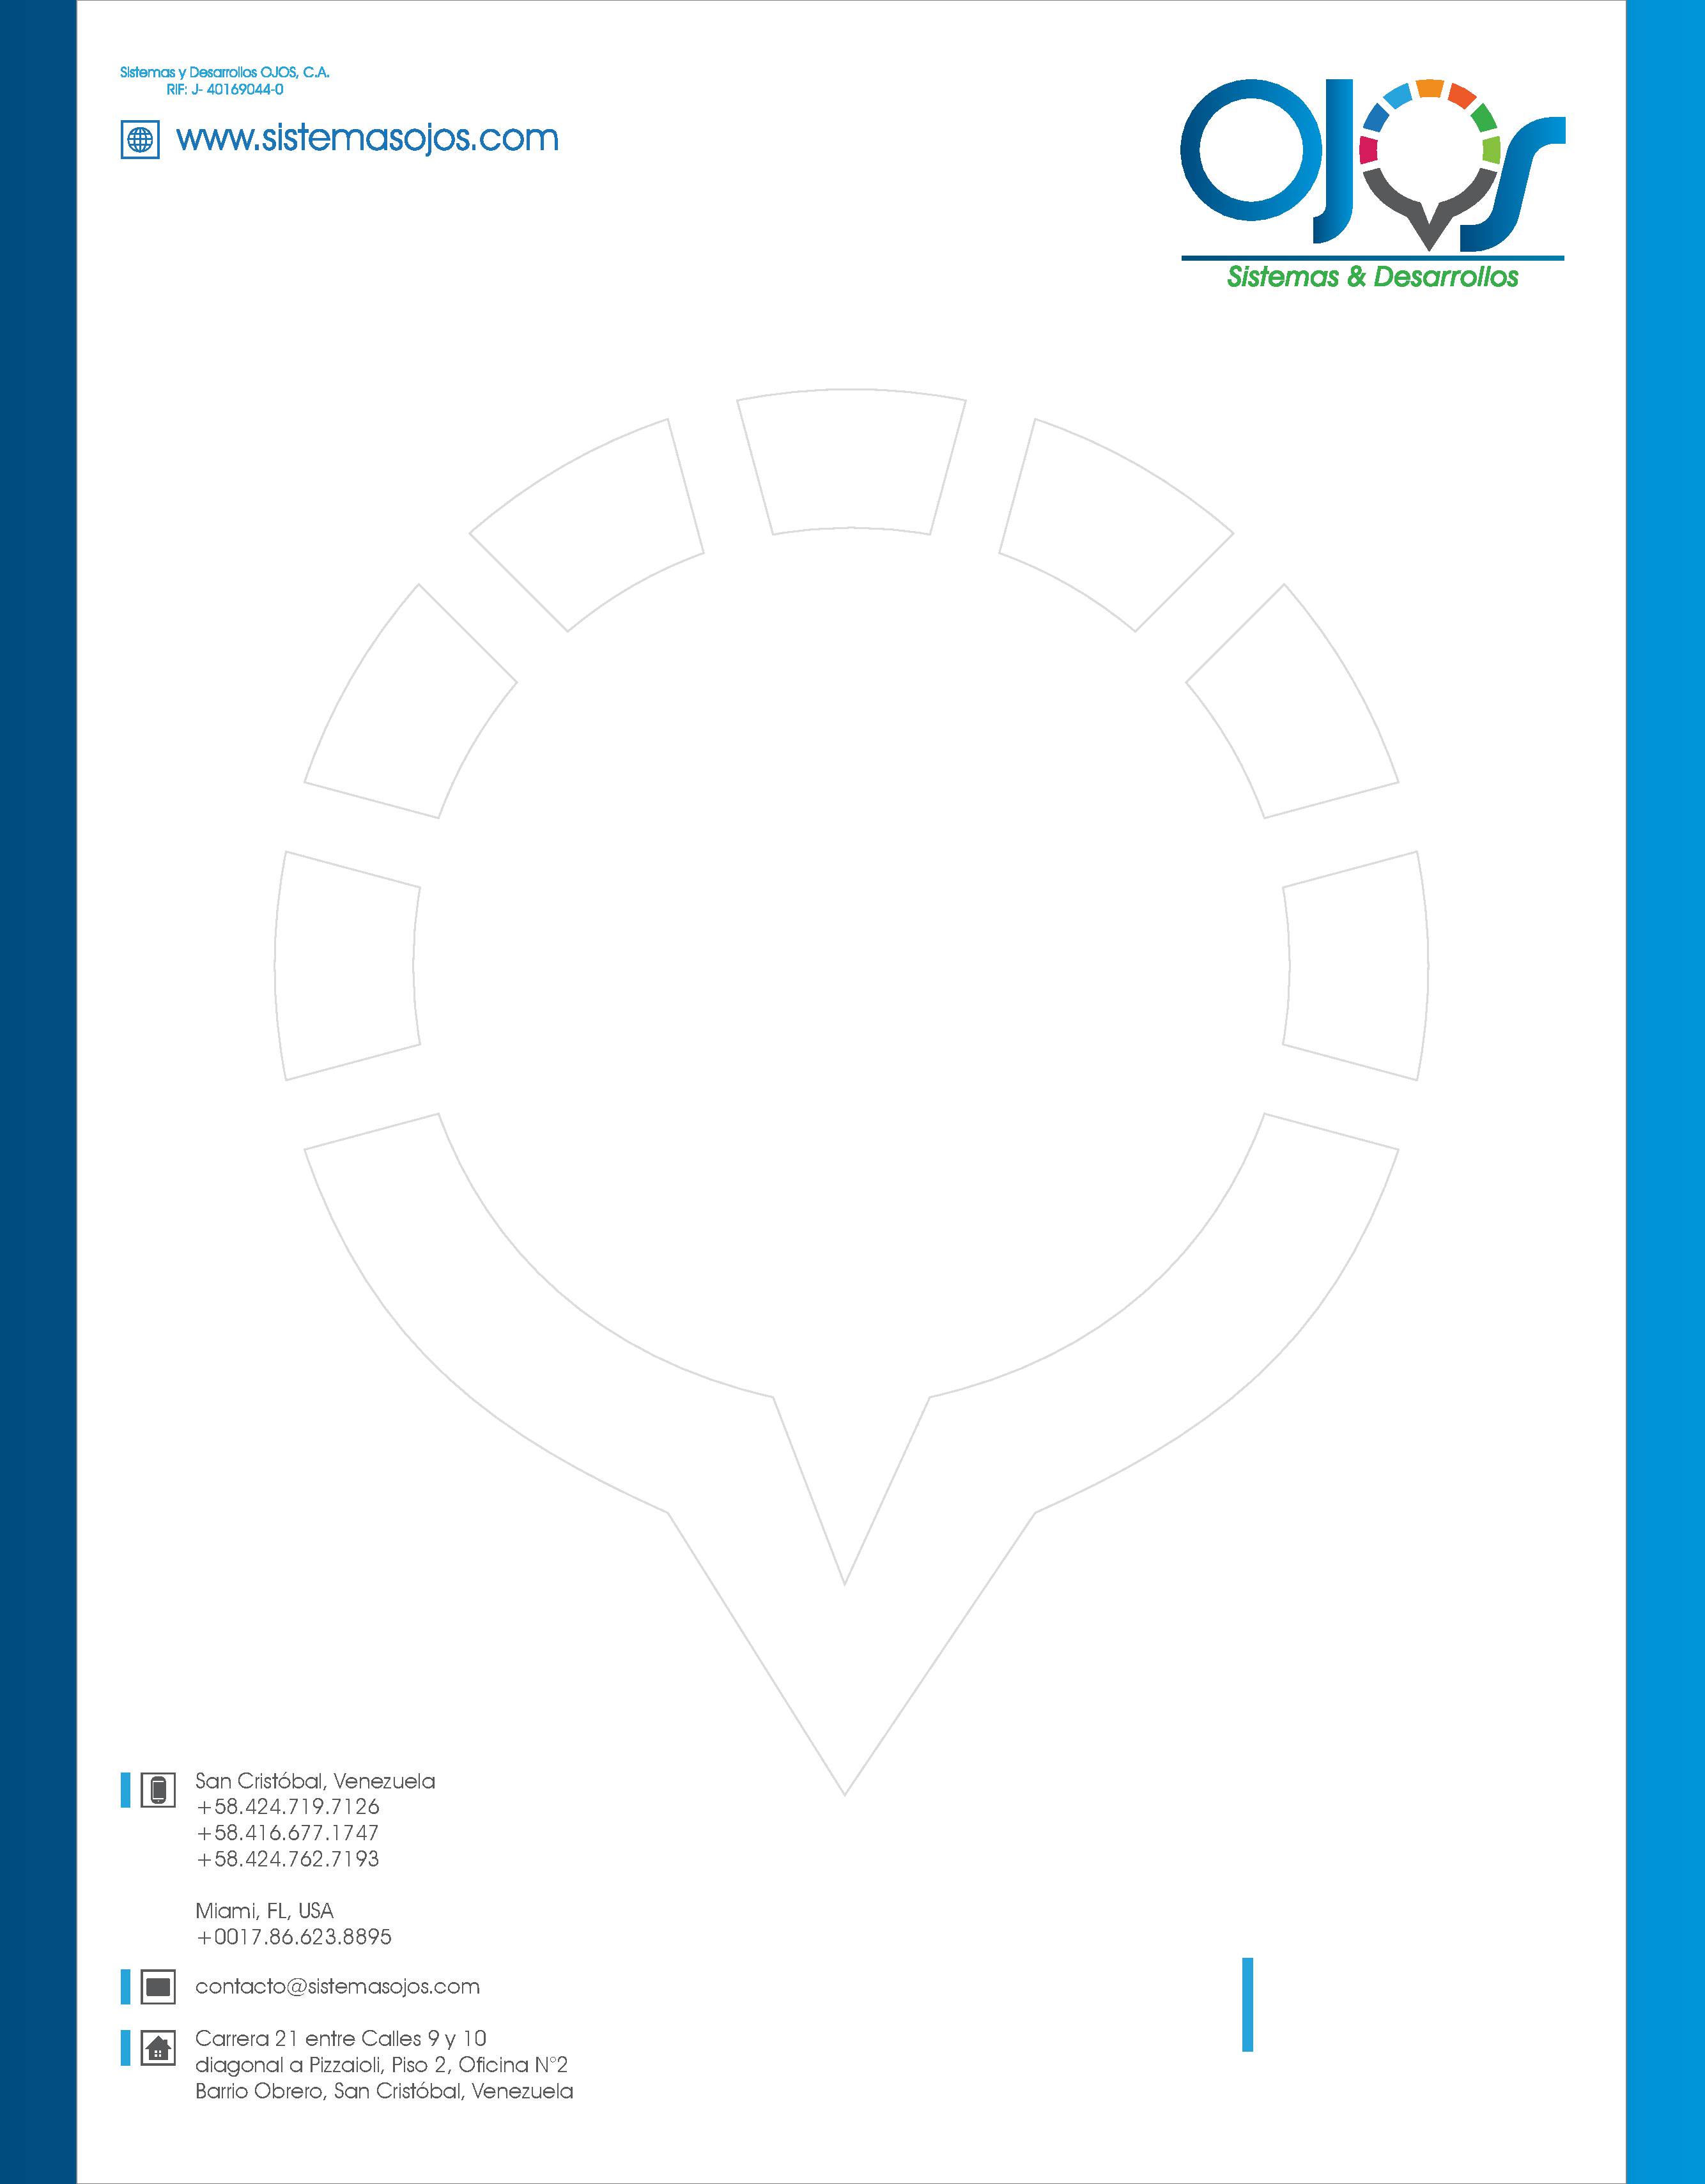 Sistemas y Desarrollos OJOS, C.A.
RIF: J- 40169044-0
www.sistemasojos.com
OJOS
Sistemas & Desarrollos
San Cristóbal, Venezuela
+58.424.719.7126
+58.416.677.1747
+58.424.762.7193
Miami, FL, USA
+0017.86.623.8895
contacto@sistemasojos.com
Carrera 21 entre Calles 9 y 10
diagonal a Pizzaioli, Piso 2, Oficina N°2
Barrio Obrero, San Cristóbal, Venezuela